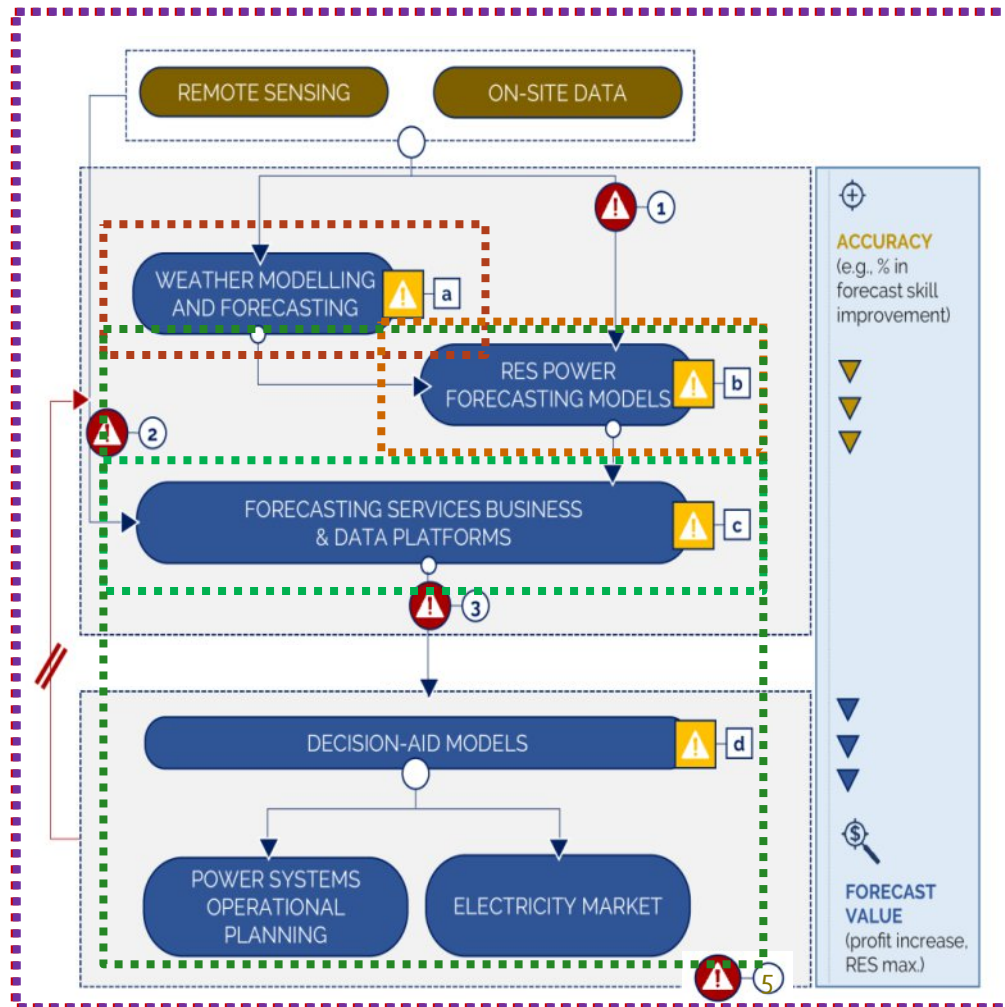 REMOTE SENSING
ON-SITE DATA
1
ACCURACY
(e.g., % in
forecast skill
improvement)
WEATHER MODELLING
AND FORECASTING
a
RES POWER
FORECASTING MODELS
b
2
FORECASTING SERVICES BUSINESS
& DATA PLATFORMS
c
3
DECISION-AID MODELS
d
POWER SYSTEMS
OPERATIONAL
PLANNING
ELECTRICITY MARKET
$
FORECAST
VALUE
(profit increase,
RES max.)
5